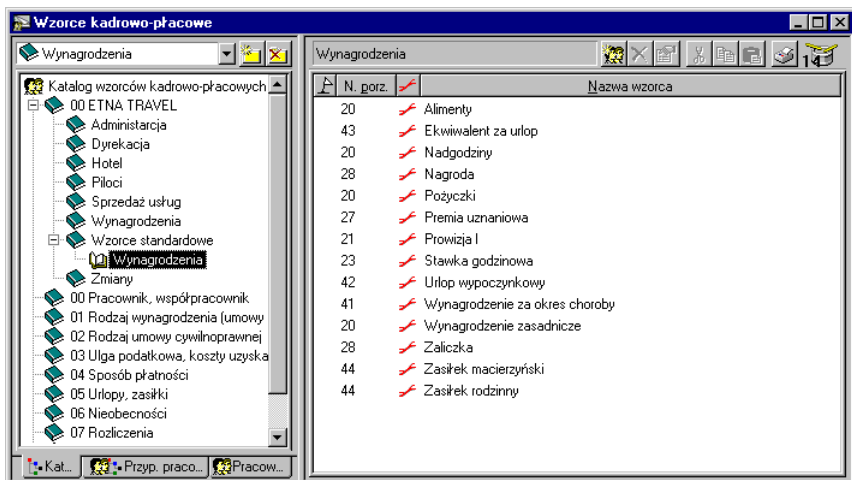 Wzorce kadrowo-płacowe
Wynagrodzenia
Katalog wzorców kadrowo-płacowych
00 ETNA TRAVEL
Administarcja
Dyrekacja
Hotel
Piloci
Sprzedaż usług
Wynagrodzenia
Wzorce standardowe
Wynagrodzenia
Zmiany
00 Pracownik, współpracownik
01 Rodzaj wynagrodzenia (umowy
02 Rodzaj umowy cywilnoprawnej
03 Ulga podatkowa, koszty uzyska
04 Sposób płatności
05 Urlopy, zasiłki
06 Nieobecności
07 Rozliczenia
Kat... Przyp. praco... Pracow...
Wynagrodzenia 14
N. porz. Nazwa wzorca
20 Alimenty
43 Ekwiwalent za urlop
20 Nadgodziny
28 Nagroda
20 Pożyczki
27 Premia uznaniowa
21 Prowizja I
23 Stawka godzinowa
42 Urlop wypoczynkowy
41 Wynagrodzenie za okres choroby
20 Wynagrodzenie zasadnicze
28 Zaliczka
44 Zasiłek macierzyński
44 Zasiłek rodzinny